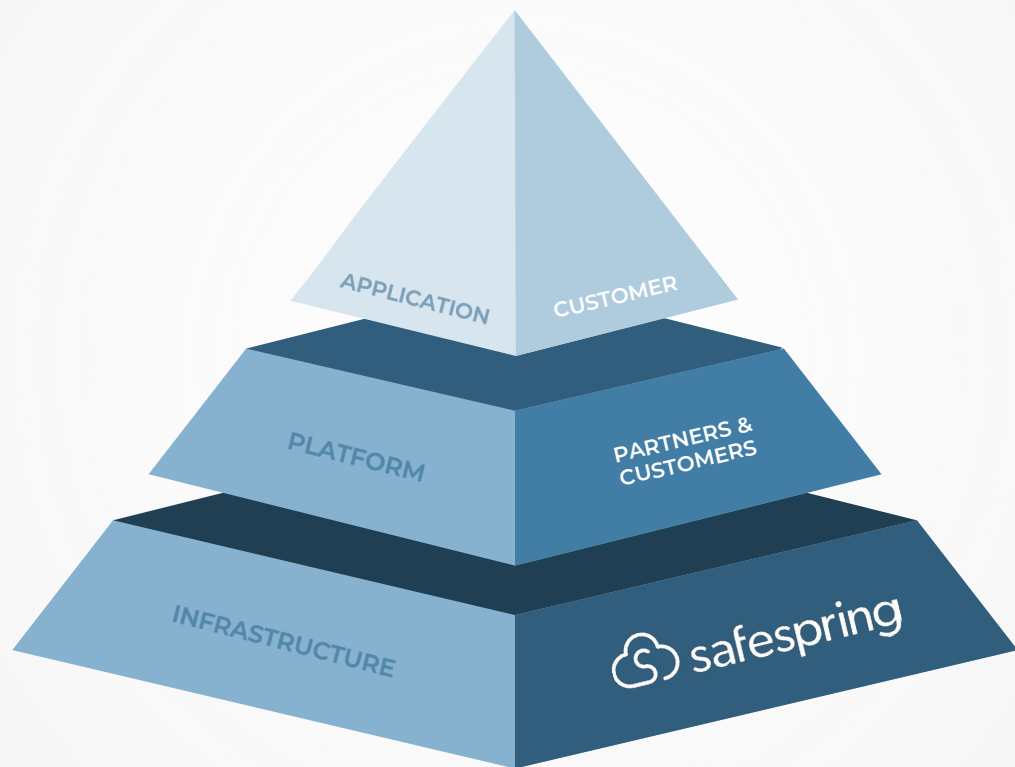 APPLICATION
CUSTOMER
PLATFORM
PARTNERS &
CUSTOMERS
INFRASTRUCTURE
safespring